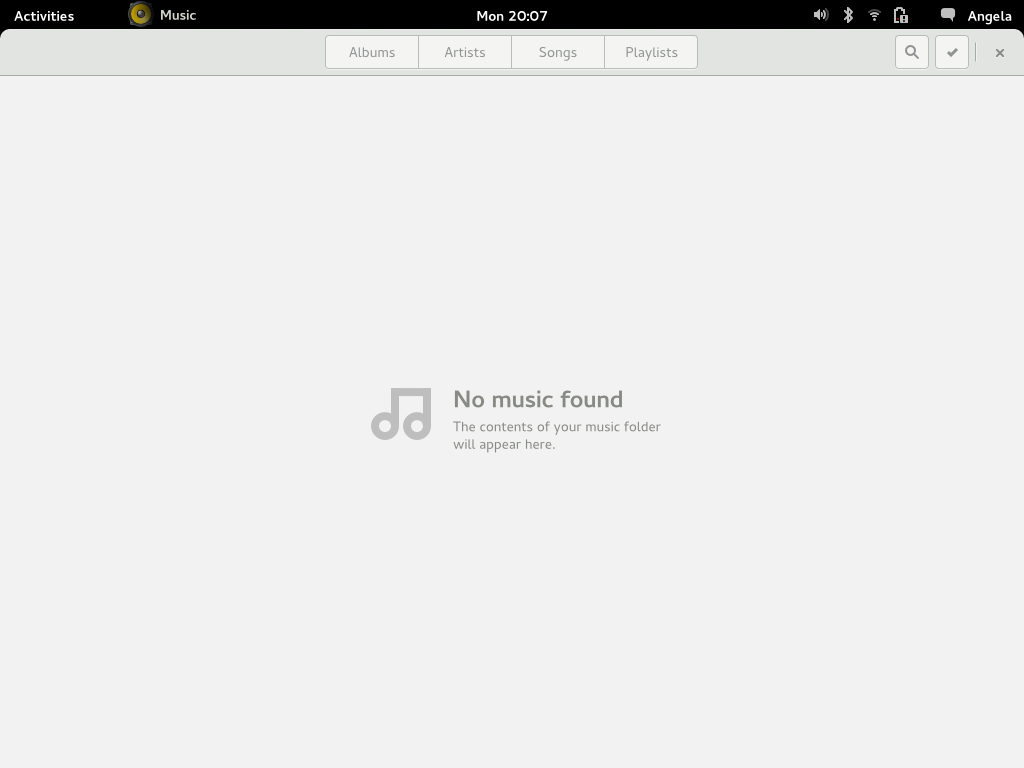 Activities Music Mon 20:07 Angela
Albums Artists Songs Playlists
No music found
The contents of your music folder
will appear here.